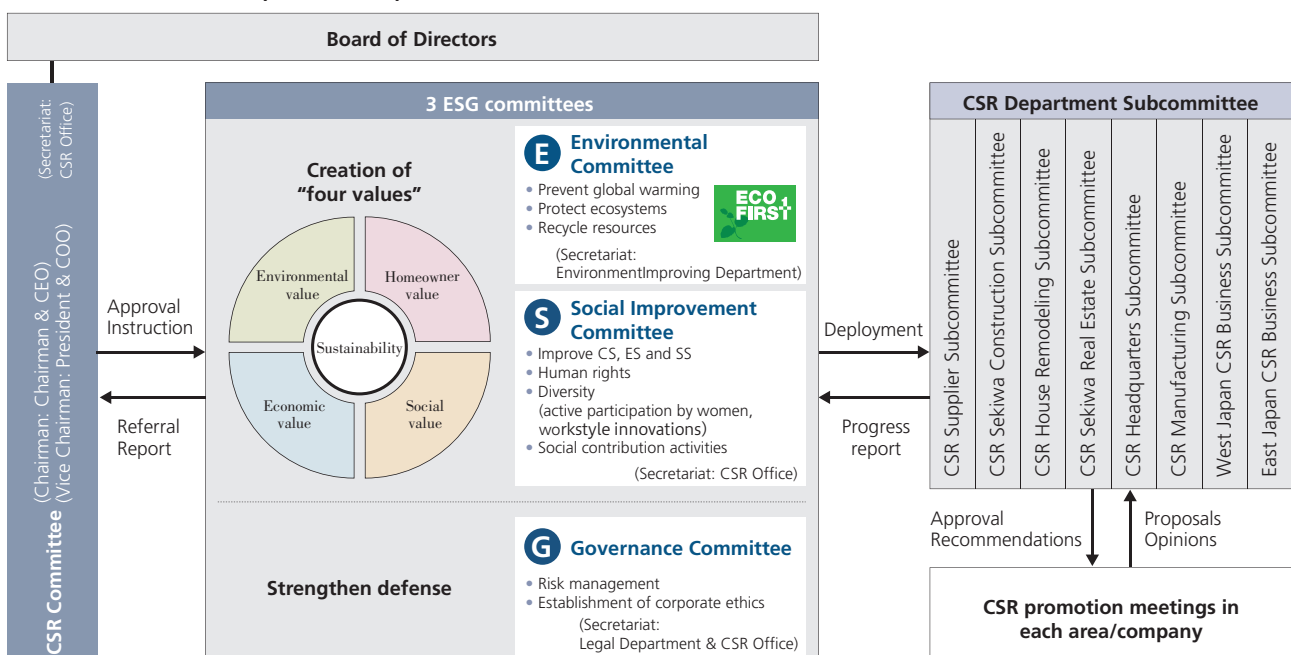 Board of Directors
CSR Committee
(Chairman: Chairman & CEO)
(Vice Chairman: President & COO)
(Secretariat:
CSR Office)
Approval
Instruction
Referral
Report
3 ESG committees
Creation of
“four values”
Environmental
value
Homeowner
value
Sustainability
Economic
value
Social
value
Strengthen defense
E Environmental
Committee
• Prevent global warming
• Protect ecosystems
• Recycle resources
ECO
FIRST
(Secretariat:
EnvironmentImproving Department)
S Social Improvement
Committee
• Improve CS, ES and SS
• Human rights
• Diversity
(active participation by women,
workstyle innovations)
• Social contribution activities
(Secretariat: CSR Office)
G Governance Committee
• Risk management
• Establishment of corporate ethics
(Secretariat:
Legal Department & CSR Office)
Deployment
Progress
report
CSR Department Subcommittee
CSR Supplier Subcommittee
CSR Sekiwa Construction Subcommittee
CSR House Remodeling Subcommittee
CSR Sekiwa Real Estate Subcommittee
CSR Headquarters Subcommittee
CSR Manufacturing Subcommittee
West Japan CSR Business Subcommittee
East Japan CSR Business Subcommittee
Approval
Recommendations
Proposals
Opinions
CSR promotion meetings in
each area/company